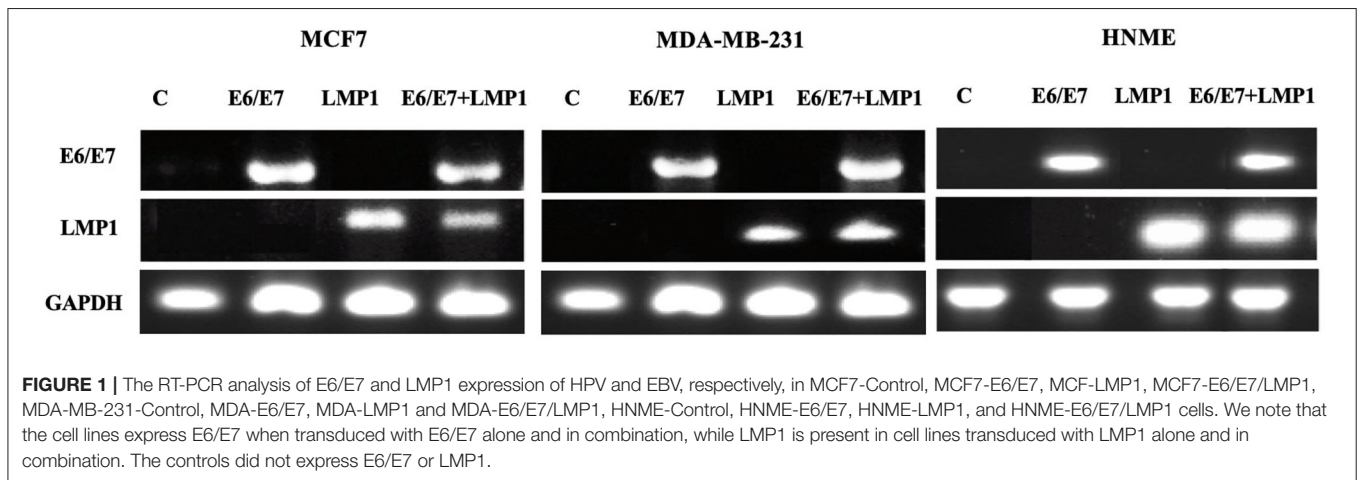 MCF7 MDA-MB-231 HNME
C E6/E7 LMP1 E6/E7+LMP1 C E6/E7 LMP1 E6/E7+LMP1 C E6/E7 LMP1 E6/E7+LMP1
E6/E7
LMP1
GAPDH
FIGURE 1 | The RT-PCR analysis of E6/E7 and LMP1 expression of HPV and EBV, respectively, in MCF7-Control, MCF7-E6/E7, MCF-LMP1, MCF7-E6/E7/LMP1,
MDA-MB-231-Control, MDA-E6/E7, MDA-LMP1 and MDA-E6/E7/LMP1, HNME-Control, HNME-E6/E7, HNME-LMP1, and HNME-E6/E7/LMP1 cells. We note that
the cell lines express E6/E7 when transduced with E6/E7 alone and in combination, while LMP1 is present in cell lines transduced with LMP1 alone and in
combination. The controls did not express E6/E7 or LMP1.